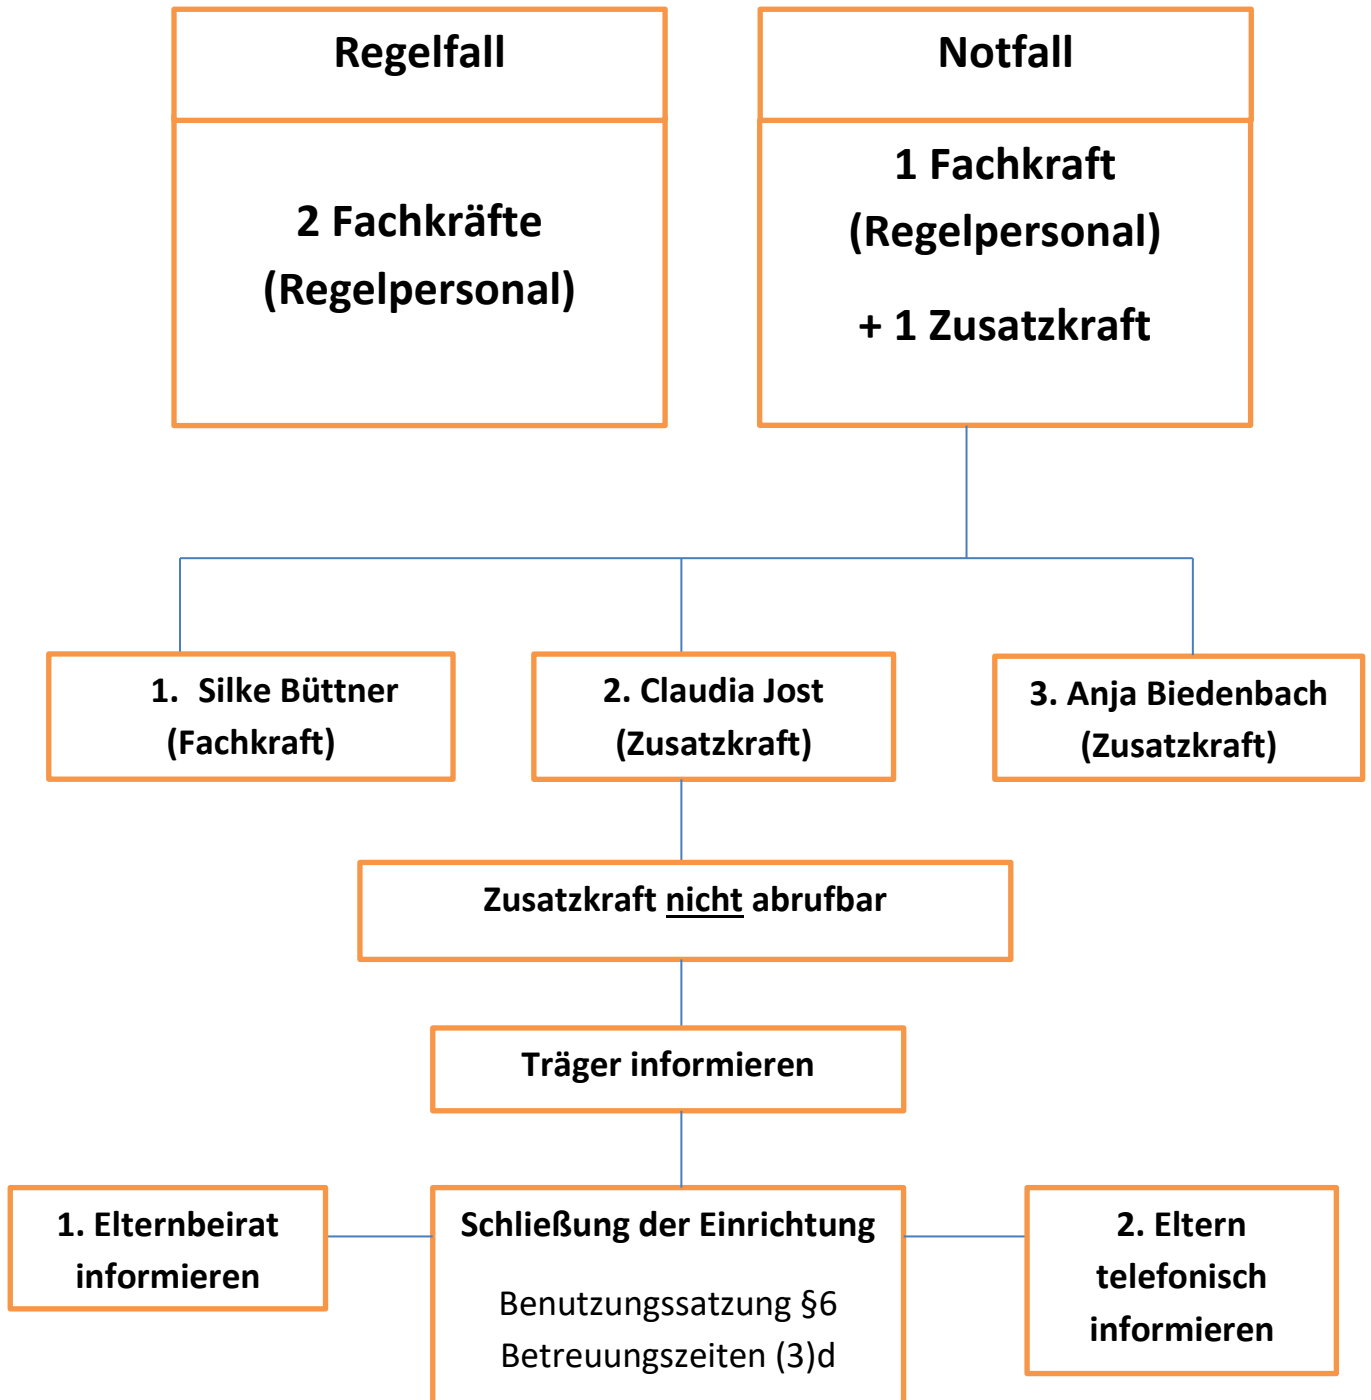 Regelfall
2 Fachkräfte
(Regelpersonal)
Notfall
1 Fachkraft
(Regelpersonal)
+ 1 Zusatzkraft
1. Silke Büttner
(Fachkraft)
2. Claudia Jost
(Zusatzkraft)
3. Anja Biedenbach
(Zusatzkraft)
Zusatzkraft nicht abrufbar
Träger informieren
1. Elternbeirat
informieren
Schließung der Einrichtung
Benutzungssatzung §6
Betreuungszeiten (3)d
2. Eltern
telefonisch
informieren